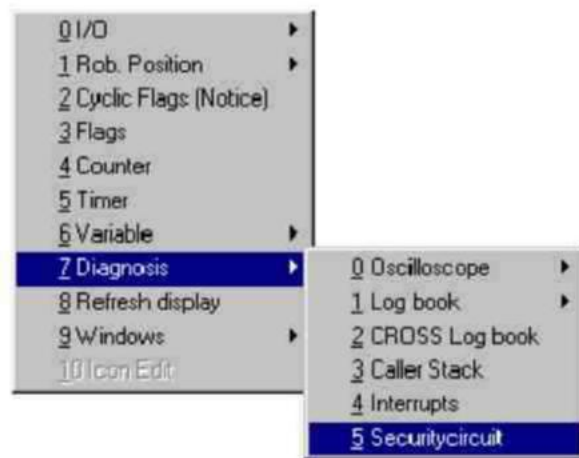 0 I/O
1 Rob. Position
2 Cyclic Flags (Notice)
3 Flags
4 Counter
5 Timer
6 Variable
7 Diagnosis
8 Refresh display
9 Windows
10 Icon Edit
0 Oscilloscope
1 Log book
2 CROSS Log book
3 Caller Stack
4 Interrupts
5 Securitycircuit